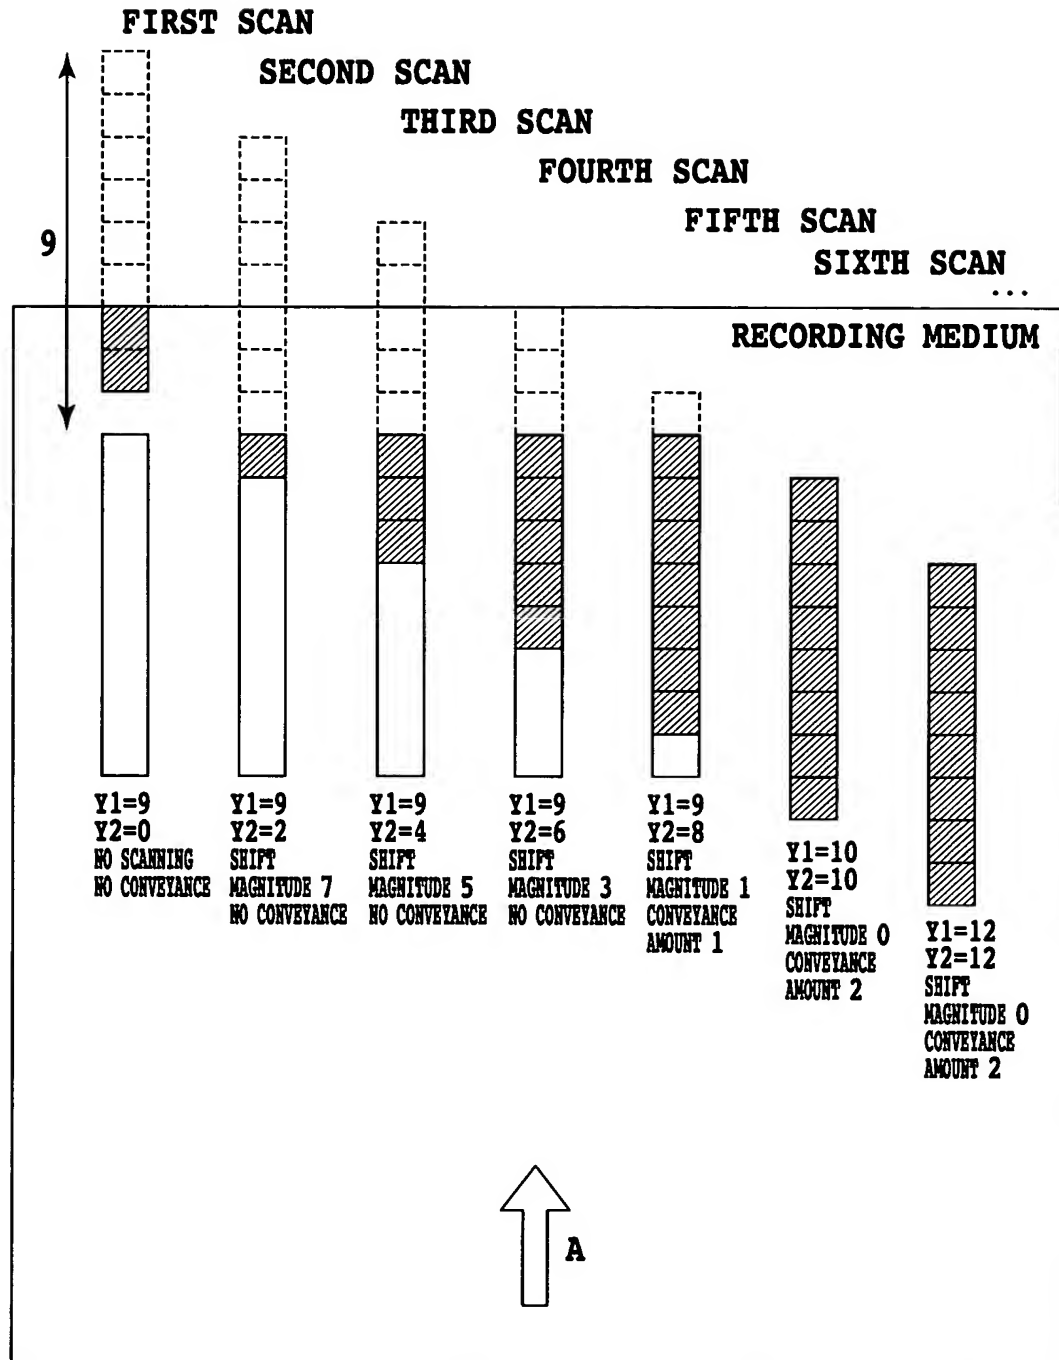 FIRST SCAN
SECOND SCAN
THIRD SCAN
FOURTH SCAN
FIFTH SCAN
SIXTH SCAN
...
9
RECORDING MEDIUM
Y1=9
Y2=0
NO SCANNING
NO CONVEYANCE
Y1=9
Y2=2
SHIFT
MAGNITUDE 7
NO CONVEYANCE
Y1=9
Y2=4
SHIFT
MAGNITUDE 5
NO CONVEYANCE
Y1=9
Y2=6
SHIFT
MAGNITUDE 3
NO CONVEYANCE
Y1=9
Y2=8
SHIFT
MAGNITUDE 1
CONVEYANCE
AMOUNT 1
Y1=10
Y2=10
SHIFT
MAGNITUDE 0
CONVEYANCE
AMOUNT 2
Y1=12
Y2=12
SHIFT
MAGNITUDE 0
CONVEYANCE
AMOUNT 2
A